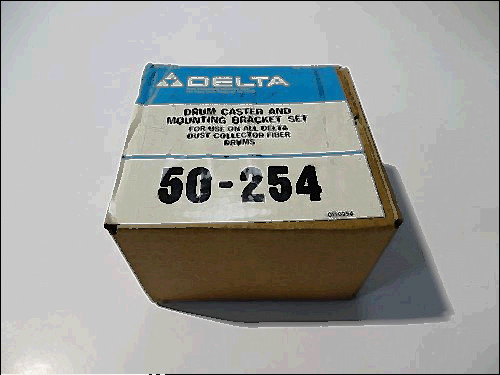 DELTA
DRUM CASTER AND
MOUNTING BRACKET SET
FOR USE ON ALL DELTA
DUST COLLECTOR FIBER
DRUMS
50-254